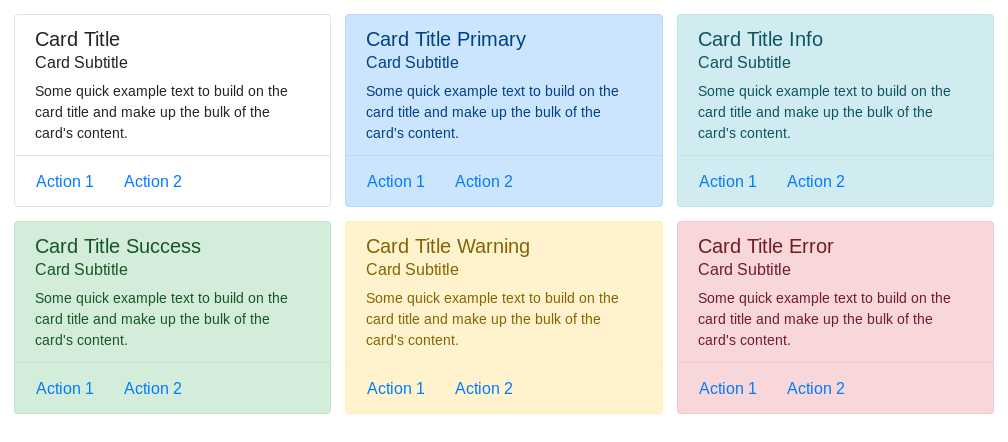 Card Title
Card Subtitle
Some quick example text to build on the
card title and make up the bulk of the
card's content.
Action 1 Action 2
Card Title Primary
Card Subtitle
Some quick example text to build on the
card title and make up the bulk of the
card's content.
Action 1 Action 2
Card Title Info
Card Subtitle
Some quick example text to build on the
card title and make up the bulk of the
card's content.
Action 1 Action 2
Card Title Success
Card Subtitle
Some quick example text to build on the
card title and make up the bulk of the
card's content.
Action 1 Action 2
Card Title Warning
Card Subtitle
Some quick example text to build on the
card title and make up the bulk of the
card's content.
Action 1 Action 2
Card Title Error
Card Subtitle
Some quick example text to build on the
card title and make up the bulk of the
card's content.
Action 1 Action 2